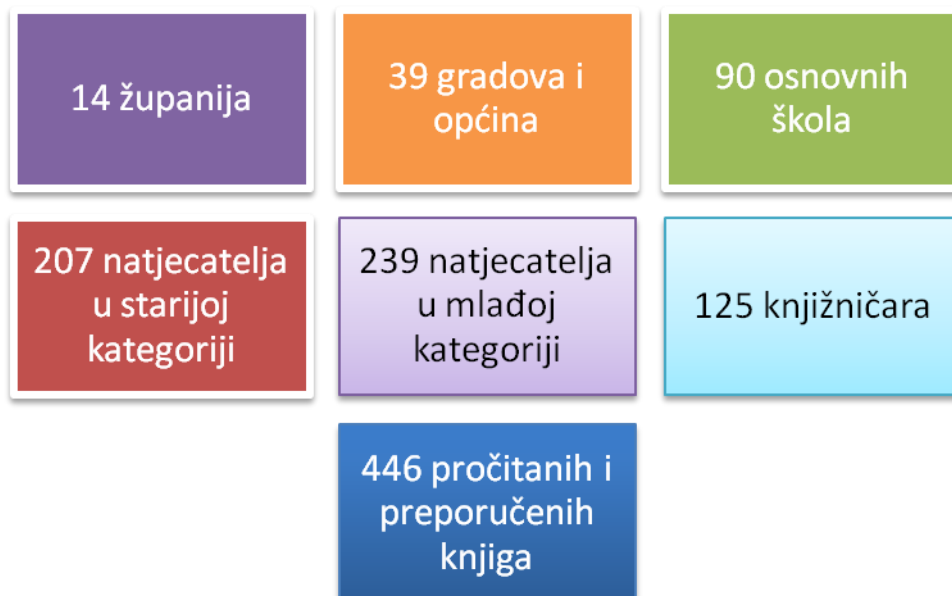 14 županija
39 gradova i
općina
90 osnovnih
škola
207 natjecatelja
u starijoj
kategoriji
239 natjecatelja
u mlađoj
kategoriji
125 knjižničara
446 pročitanih i
preporučenih
knjiga